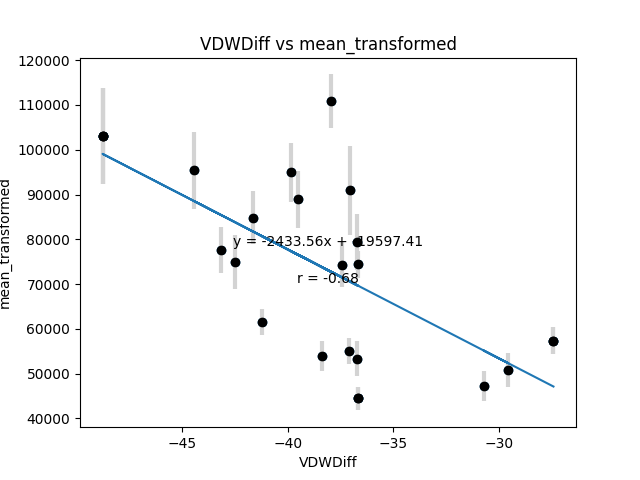 VDWDiff vs mean_transformed
120000
110000
100000
90000
80000
70000
60000
50000
40000
mean_transformed
y = -2433.56x + -19597.41
r = -0.68
−45
−40
−35
−30
VDWDiff